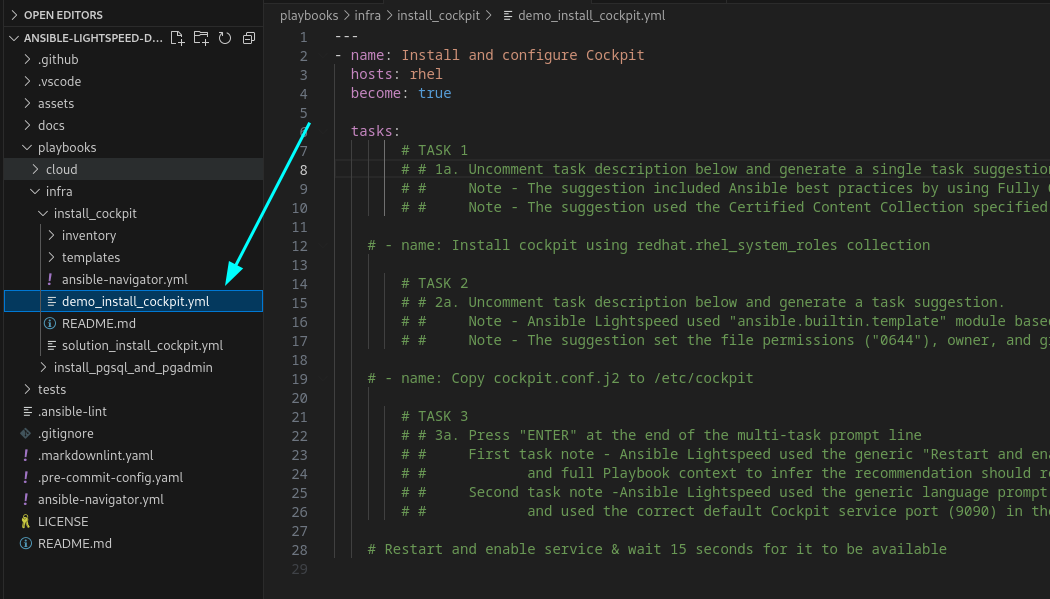 OPEN EDITORS
ANSIBLE-LIGHTSPEED-D...
.github
.vscode
assets
docs
playbooks
cloud
infra
install_cockpit
inventory
templates
! ansible-navigator.yml
demo_install_cockpit.yml
README.md
solution_install_cockpit.yml
install_pgsql_and_pgadmin
tests
.ansible-lint
.gitignore
! .markdownlint.yaml
! .pre-commit-config.yaml
! ansible-navigator.yml
LICENSE
README.md
playbooks > infra > install_cockpit > demo_install_cockpit.yml
1 ---
2 - name: Install and configure Cockpit
3 hosts: rhel
4 become: true
5
6 tasks:
7 # TASK 1
8 # # 1a. Uncomment task description below and generate a single task suggestion
9 # # Note - The suggestion included Ansible best practices by using Fully
10 # # Note - The suggestion used the Certified Content Collection specified
11
12 # - name: Install cockpit using redhat.rhel_system_roles collection
13
14 # TASK 2
15 # # 2a. Uncomment task description below and generate a task suggestion.
16 # # Note - Ansible Lightspeed used "ansible.builtin.template" module base
17 # # Note - The suggestion set the file permissions ("0644"), owner, and g
18
19 # - name: Copy cockpit.conf.j2 to /etc/cockpit
20
21 # TASK 3
22 # # 3a. Press "ENTER" at the end of the multi-task prompt line
23 # # First task note - Ansible Lightspeed used the generic "Restart and ena
24 # # and full Playbook context to infer the recommendation should r
25 # # Second task note -Ansible Lightspeed used the generic language prompt
26 # # and used the correct default Cockpit service port (9090) in the
27
28 # Restart and enable service & wait 15 seconds for it to be available
29